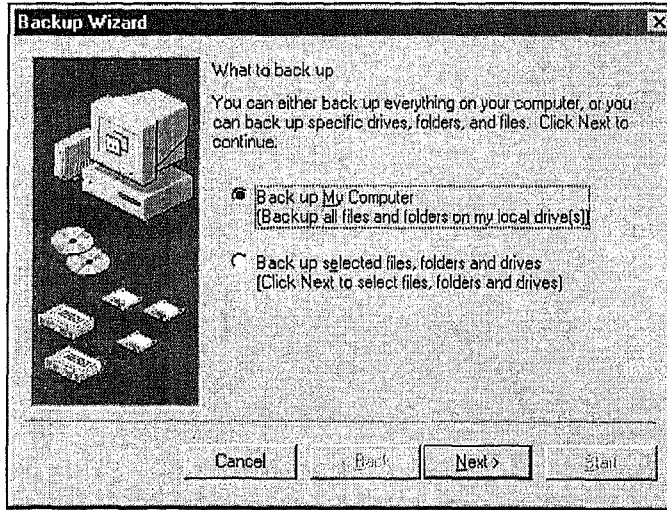 Backup Wizard
What to back up
You can either back up everything on your computer, or you
can back up specific drives, folders, and files. Click Next to
continue.
Back up My Computer
(Backup all files and folders on my local drive(s))
Back up selected files, folders and drives
(Click Next to select files, folders and drives)
Cancel
Back
Next >
Start